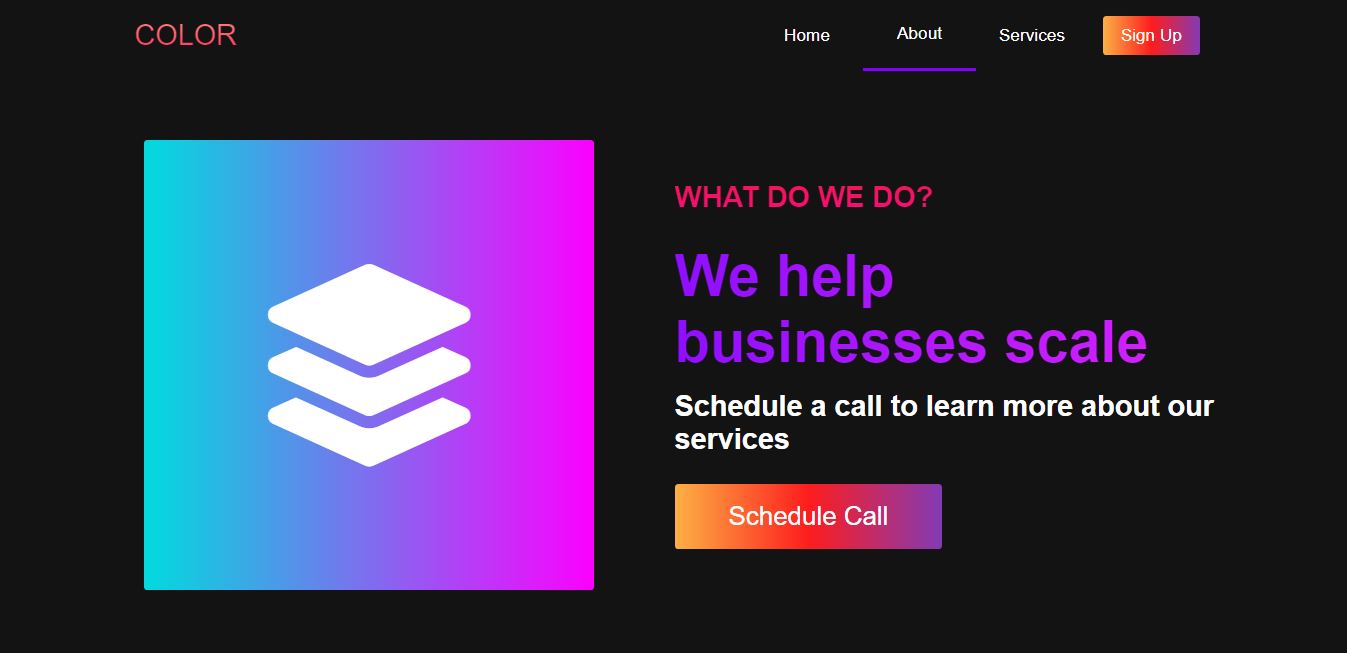 COLOR
Home
About
Services
Sign Up
WHAT DO WE DO?
We help
businesses scale
Schedule a call to learn more about our
services
Schedule Call